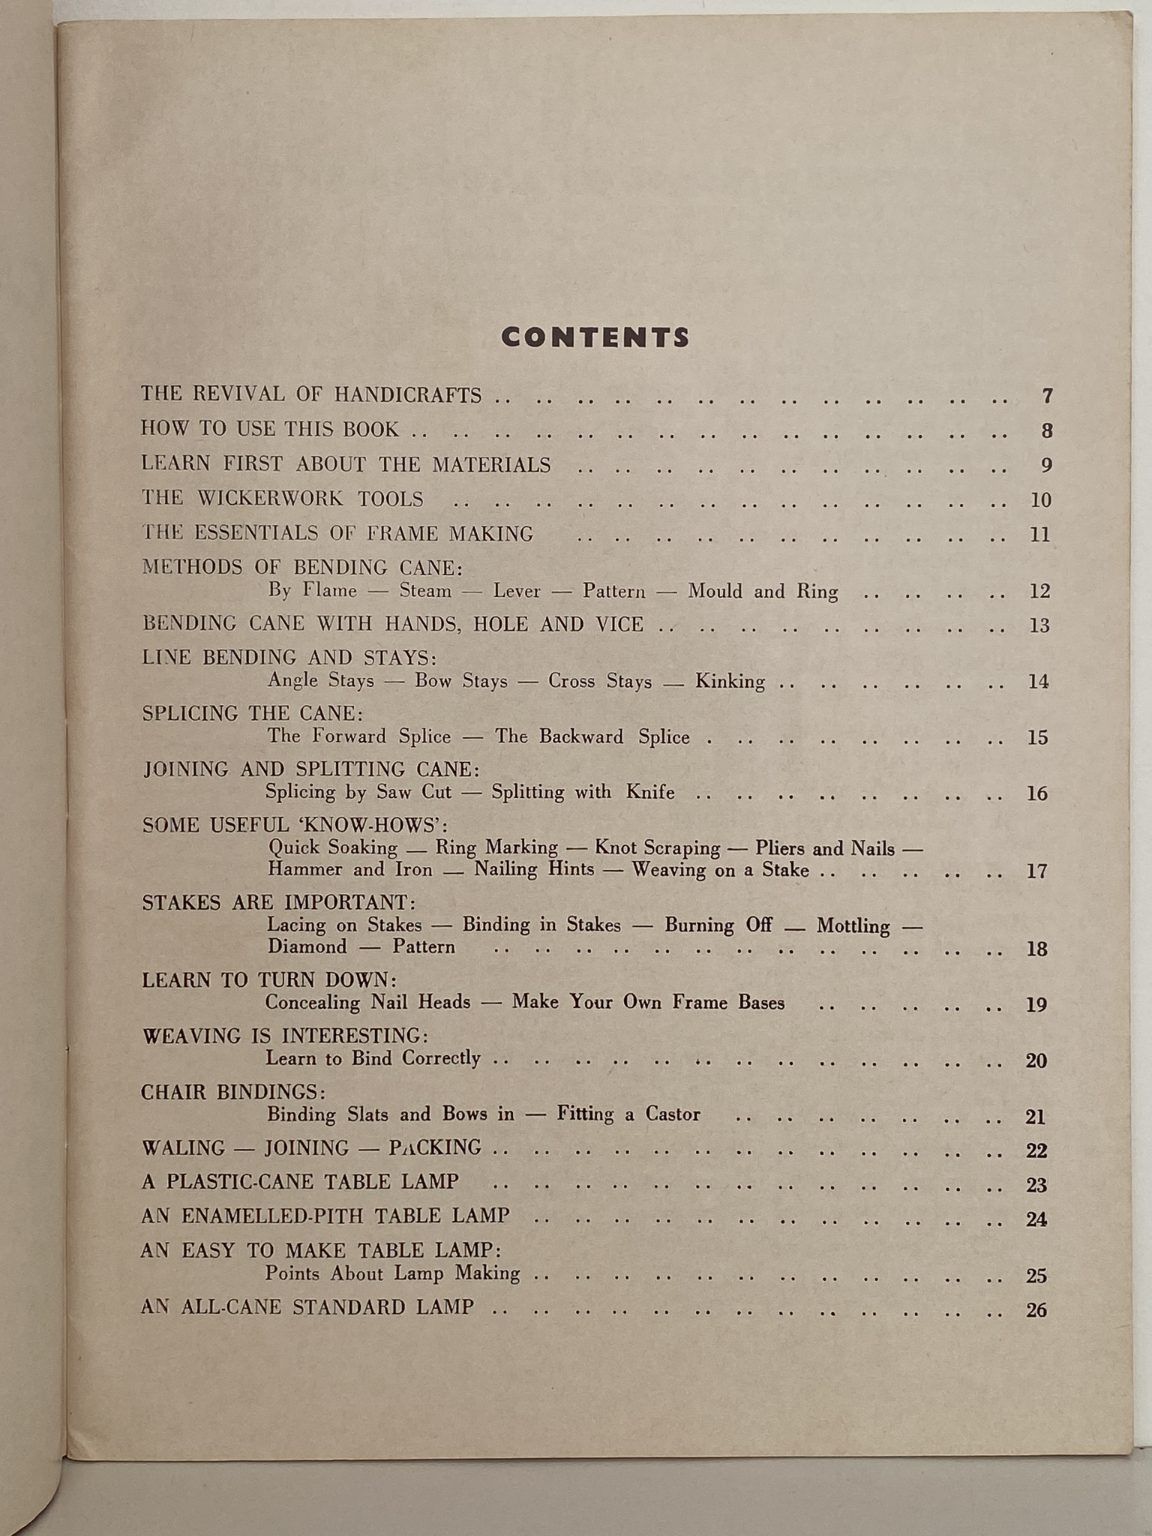 CONTENTS
THE REVIVAL OF HANDICRAFTS .. .. .. .. .. .. .. .. .. .. .. .. .. 7
HOW TO USE THIS BOOK .. .. .. .. .. .. .. .. .. .. .. .. .. .. .. 8
LEARN FIRST ABOUT THE MATERIALS .. .. .. .. .. .. .. .. .. .. .. 9
THE WICKERWORK TOOLS .. .. .. .. .. .. .. .. .. .. .. .. .. .. 10
THE ESSENTIALS OF FRAME MAKING .. .. .. .. .. .. .. .. .. .. .. 11
METHODS OF BENDING CANE:
By Flame — Steam — Lever — Pattern — Mould and Ring .. .. .. .. 12
BENDING CANE WITH HANDS, HOLE AND VICE .. .. .. .. .. .. .. .. .. 13
LINE BENDING AND STAYS:
Angle Stays — Bow Stays — Cross Stays — Kinking .. .. .. .. .. .. 14
SPLICING THE CANE:
The Forward Splice — The Backward Splice . .. .. .. .. .. .. .. 15
JOINING AND SPLITTING CANE:
Splicing by Saw Cut — Splitting with Knife .. .. .. .. .. .. .. .. 16
SOME USEFUL ‘KNOW-HOWS’:
Quick Soaking — Ring Marking — Knot Scraping — Pliers and Nails —
Hammer and Iron — Nailing Hints — Weaving on a Stake .. .. .. .. .. 17
STAKES ARE IMPORTANT:
Lacing on Stakes — Binding in Stakes — Burning Off — Mottling —
Diamond — Pattern .. .. .. .. .. .. .. .. .. .. .. .. .. 18
LEARN TO TURN DOWN:
Concealing Nail Heads — Make Your Own Frame Bases .. .. .. .. .. 19
WEAVING IS INTERESTING:
Learn to Bind Correctly .. .. .. .. .. .. .. .. .. .. .. .. .. 20
CHAIR BINDINGS:
Binding Slats and Bows in — Fitting a Castor .. .. .. .. .. .. .. 21
WALING — JOINING — PACKING .. .. .. .. .. .. .. .. .. .. .. .. .. 22
A PLASTIC-CANE TABLE LAMP .. .. .. .. .. .. .. .. .. .. .. .. .. 23
AN ENAMELLED-PITH TABLE LAMP .. .. .. .. .. .. .. .. .. .. .. .. 24
AN EASY TO MAKE TABLE LAMP:
Points About Lamp Making .. .. .. .. .. .. .. .. .. .. .. .. 25
AN ALL-CANE STANDARD LAMP .. .. .. .. .. .. .. .. .. .. .. .. .. 26